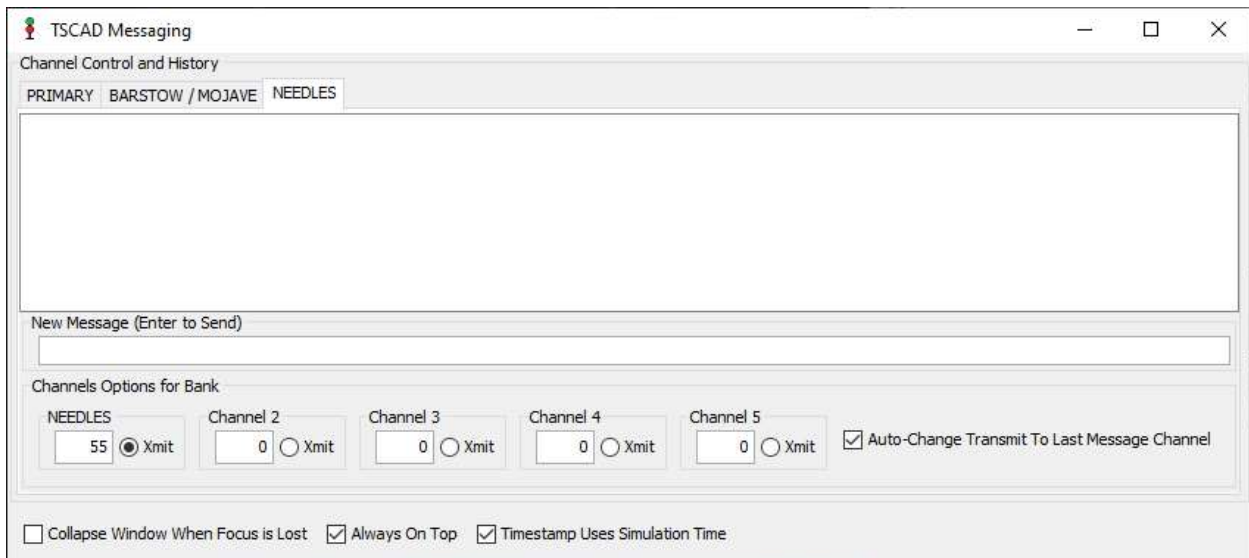 TSCAD Messaging
Channel Control and History
PRIMARY BARSTOW / MOJAVE NEEDLES
New Message (Enter to Send)
Channels Options for Bank
NEEDLES Channel 2 Channel 3 Channel 4 Channel 5
55 Xmit 0 Xmit 0 Xmit 0 Xmit 0 Xmit Auto-Change Transmit To Last Message Channel
Collapse Window When Focus is Lost Always On Top Timestamp Uses Simulation Time